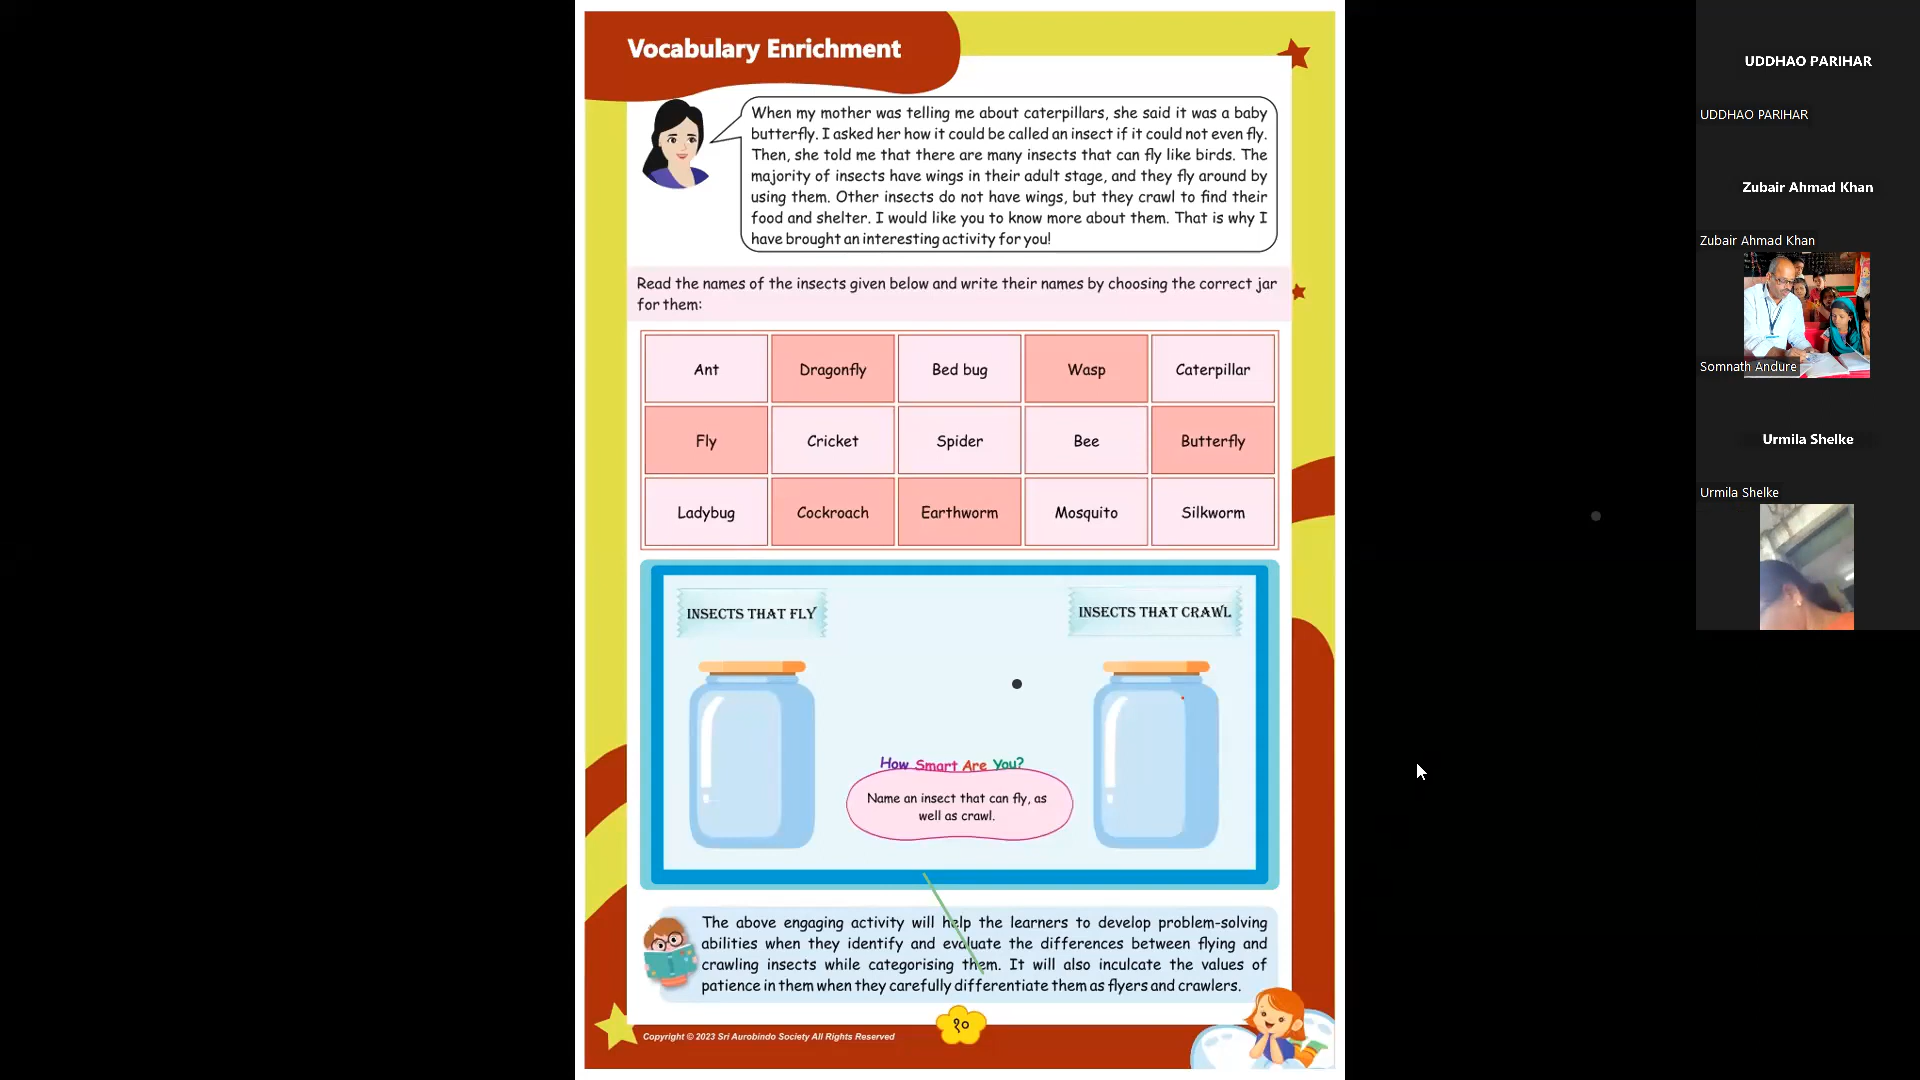 Vocabulary Enrichment
When my mother was telling me about caterpillars, she said it was a baby
butterfly. I asked her how it could be called an insect if it could not even fly.
Then, she told me that there are many insects that can fly like birds. The
majority of insects have wings in their adult stage, and they fly around by
using them. Other insects do not have wings, but they crawl to find their
food and shelter. I would like you to know more about them. That is why I
have brought an interesting activity for you!
Read the names of the insects given below and write their names by choosing the correct jar
for them:
Ant Dragonfly Bed bug Wasp Caterpillar
Fly Cricket Spider Bee Butterfly
Ladybug Cockroach Earthworm Mosquito Silkworm
INSECTS THAT FLY
INSECTS THAT CRAWL
How Smart Are You?
Name an insect that can fly, as
well as crawl.
The above engaging activity will help the learners to develop problem-solving
abilities when they identify and evaluate the differences between flying and
crawling insects while categorising them. It will also inculcate the values of
patience in them when they carefully differentiate them as flyers and crawlers.
१०
Copyright © 2023 Sri Aurobindo Society All Rights Reserved
UDDHAO PARIHAR
UDDHAO PARIHAR
Zubair Ahmad Khan
Zubair Ahmad Khan
Somnath Andure
Urmila Shelke
Urmila Shelke